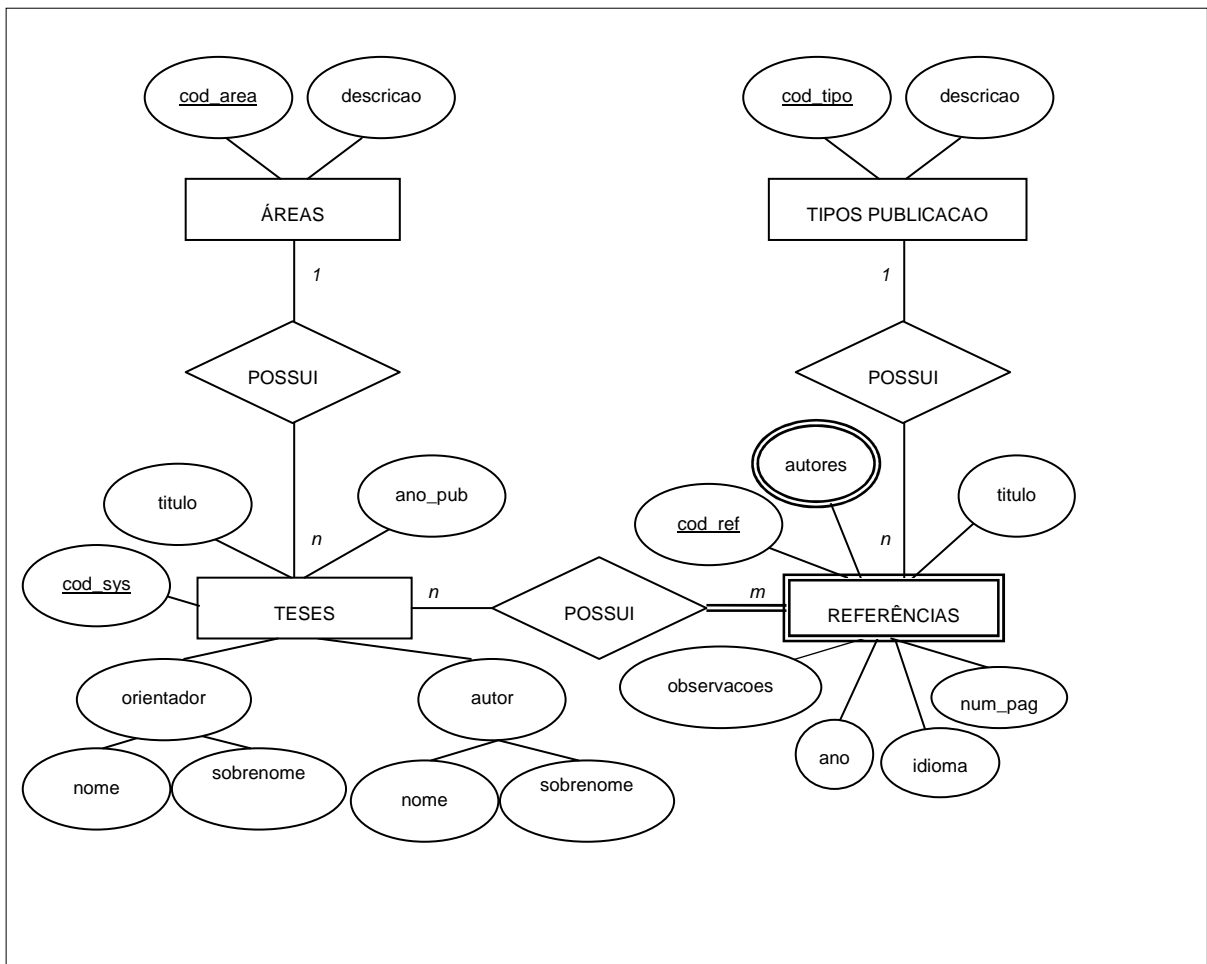 cod_area
descricao
cod_tipo
descricao
ÁREAS
TIPOS PUBLICACAO
1
1
POSSUI
POSSUI
autores
titulo
ano_pub
titulo
cod_ref
n
n
cod_sys
n
m
TESES
POSSUI
REFERÊNCIAS
orientador
autor
observacoes
num_pag
ano
idioma
nome
sobrenome
nome
sobrenome